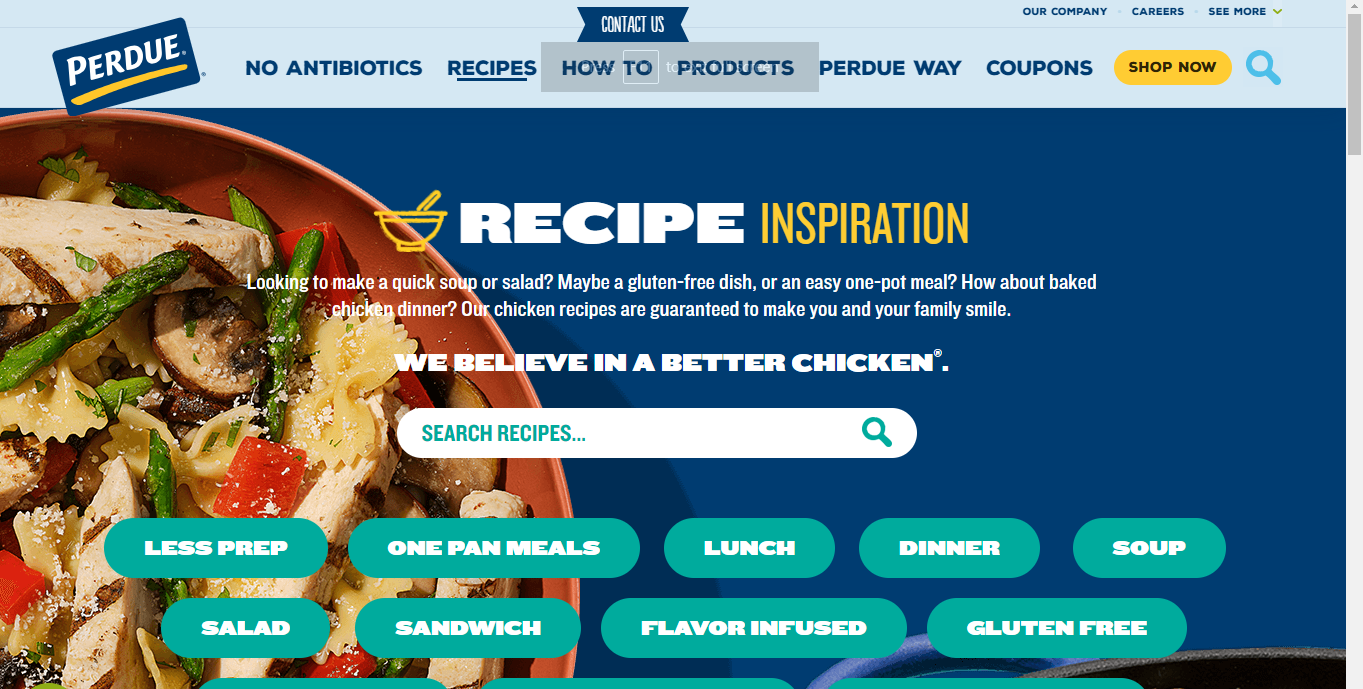 OUR COMPANY CAREERS SEE MORE
CONTACT US
PERDUE®
NO ANTIBIOTICS RECIPES HOW TO PRODUCTS PERDUE WAY COUPONS SHOP NOW
RECIPE INSPIRATION
Looking to make a quick soup or salad? Maybe a gluten-free dish, or an easy one-pot meal? How about baked
chicken dinner? Our chicken recipes are guaranteed to make you and your family smile.
WE BELIEVE IN A BETTER CHICKEN®.
SEARCH RECIPES...
LESS PREP ONE PAN MEALS LUNCH DINNER SOUP
SALAD SANDWICH FLAVOR INFUSED GLUTEN FREE